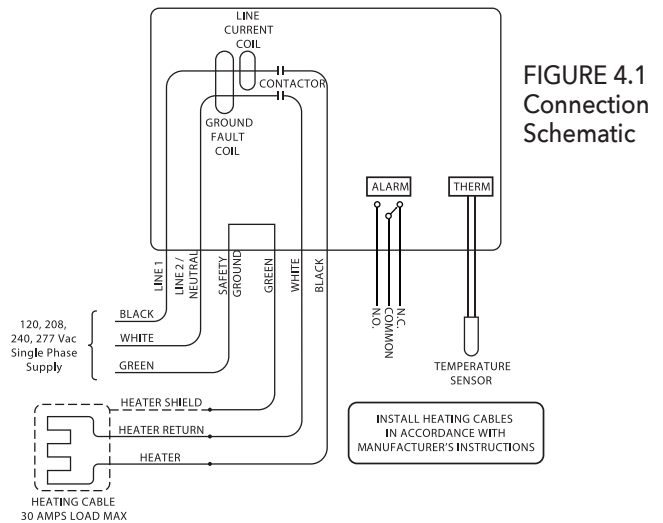 LINE
CURRENT
COIL
CONTACTOR
GROUND
FAULT
COIL
FIGURE 4.1
Connection
Schematic
ALARM
THERM
LINE 1
LINE 2 /
NEUTRAL
SAFETY
GROUND
GREEN
WHITE
BLACK
N.O.
COMMON
N.C.
120, 208,
240, 277 Vac
Single Phase
Supply
BLACK
WHITE
GREEN
TEMPERATURE
SENSOR
HEATER SHIELD
HEATER RETURN
HEATER
HEATING CABLE
30 AMPS LOAD MAX
INSTALL HEATING CABLES
IN ACCORDANCE WITH
MANUFACTURER'S INSTRUCTIONS